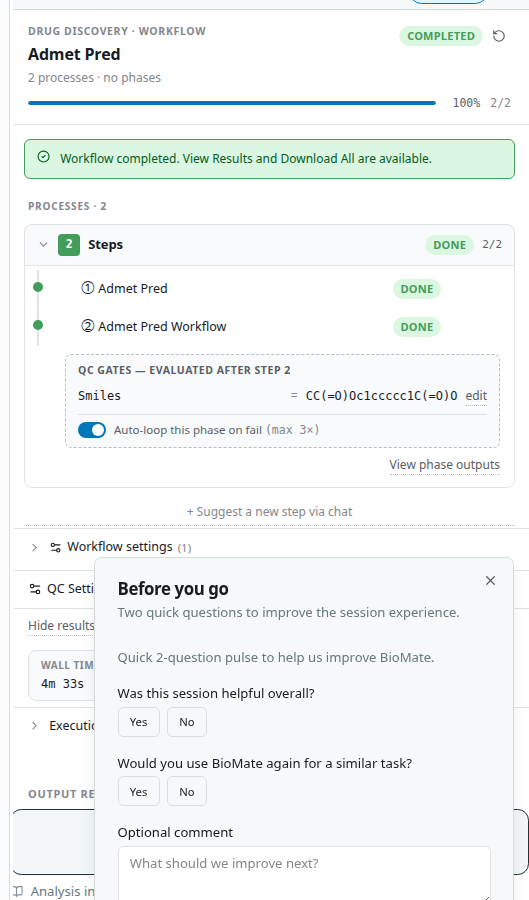 DRUG DISCOVERY · WORKFLOW
COMPLETED
Admet Pred
2 processes · no phases
100% 2/2
Workflow completed. View Results and Download All are available.
PROCESSES · 2
2 Steps DONE 2/2
① Admet Pred DONE
② Admet Pred Workflow DONE
QC GATES — EVALUATED AFTER STEP 2
Smiles = CC(=O)Oc1ccccc1C(=O)O edit
Auto-loop this phase on fail (max 3×)
View phase outputs
+ Suggest a new step via chat
Workflow settings (1)
QC Setti
Hide results
WALL TIM
4m 33s
Executio
OUTPUT RE
Analysis in
Before you go
Two quick questions to improve the session experience.
Quick 2-question pulse to help us improve BioMate.
Was this session helpful overall?
Yes No
Would you use BioMate again for a similar task?
Yes No
Optional comment
What should we improve next?